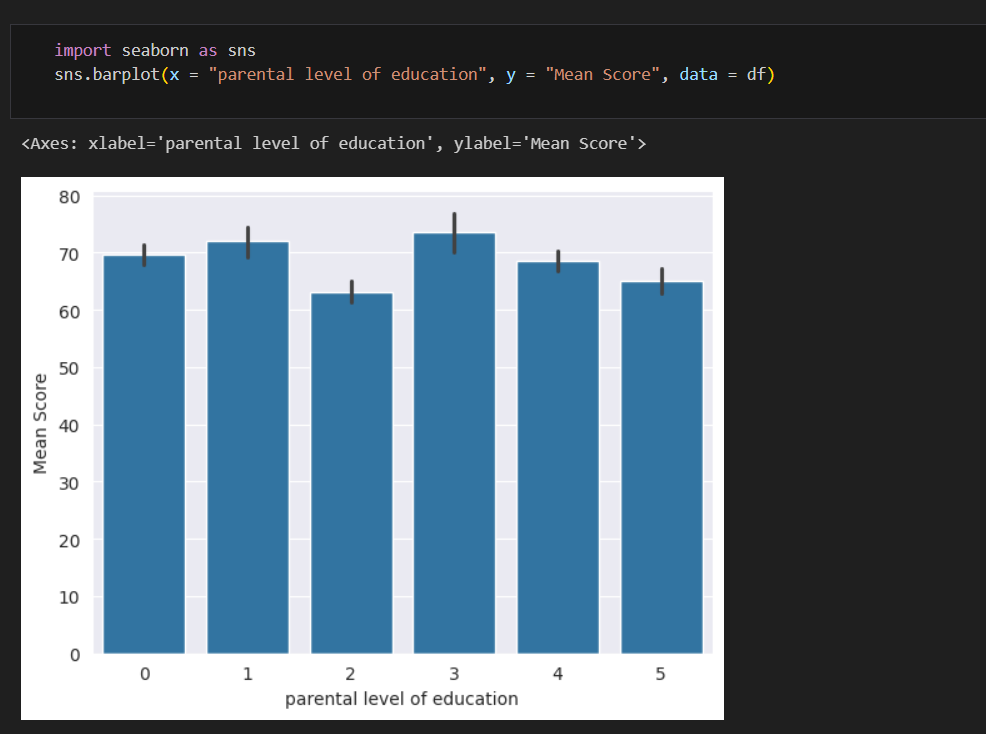 import seaborn as sns
sns.barplot(x = "parental level of education", y = "Mean Score", data = df)
<Axes: xlabel='parental level of education', ylabel='Mean Score'>
80
70
60
50
40
30
20
10
0
Mean Score
0 1 2 3 4 5
parental level of education